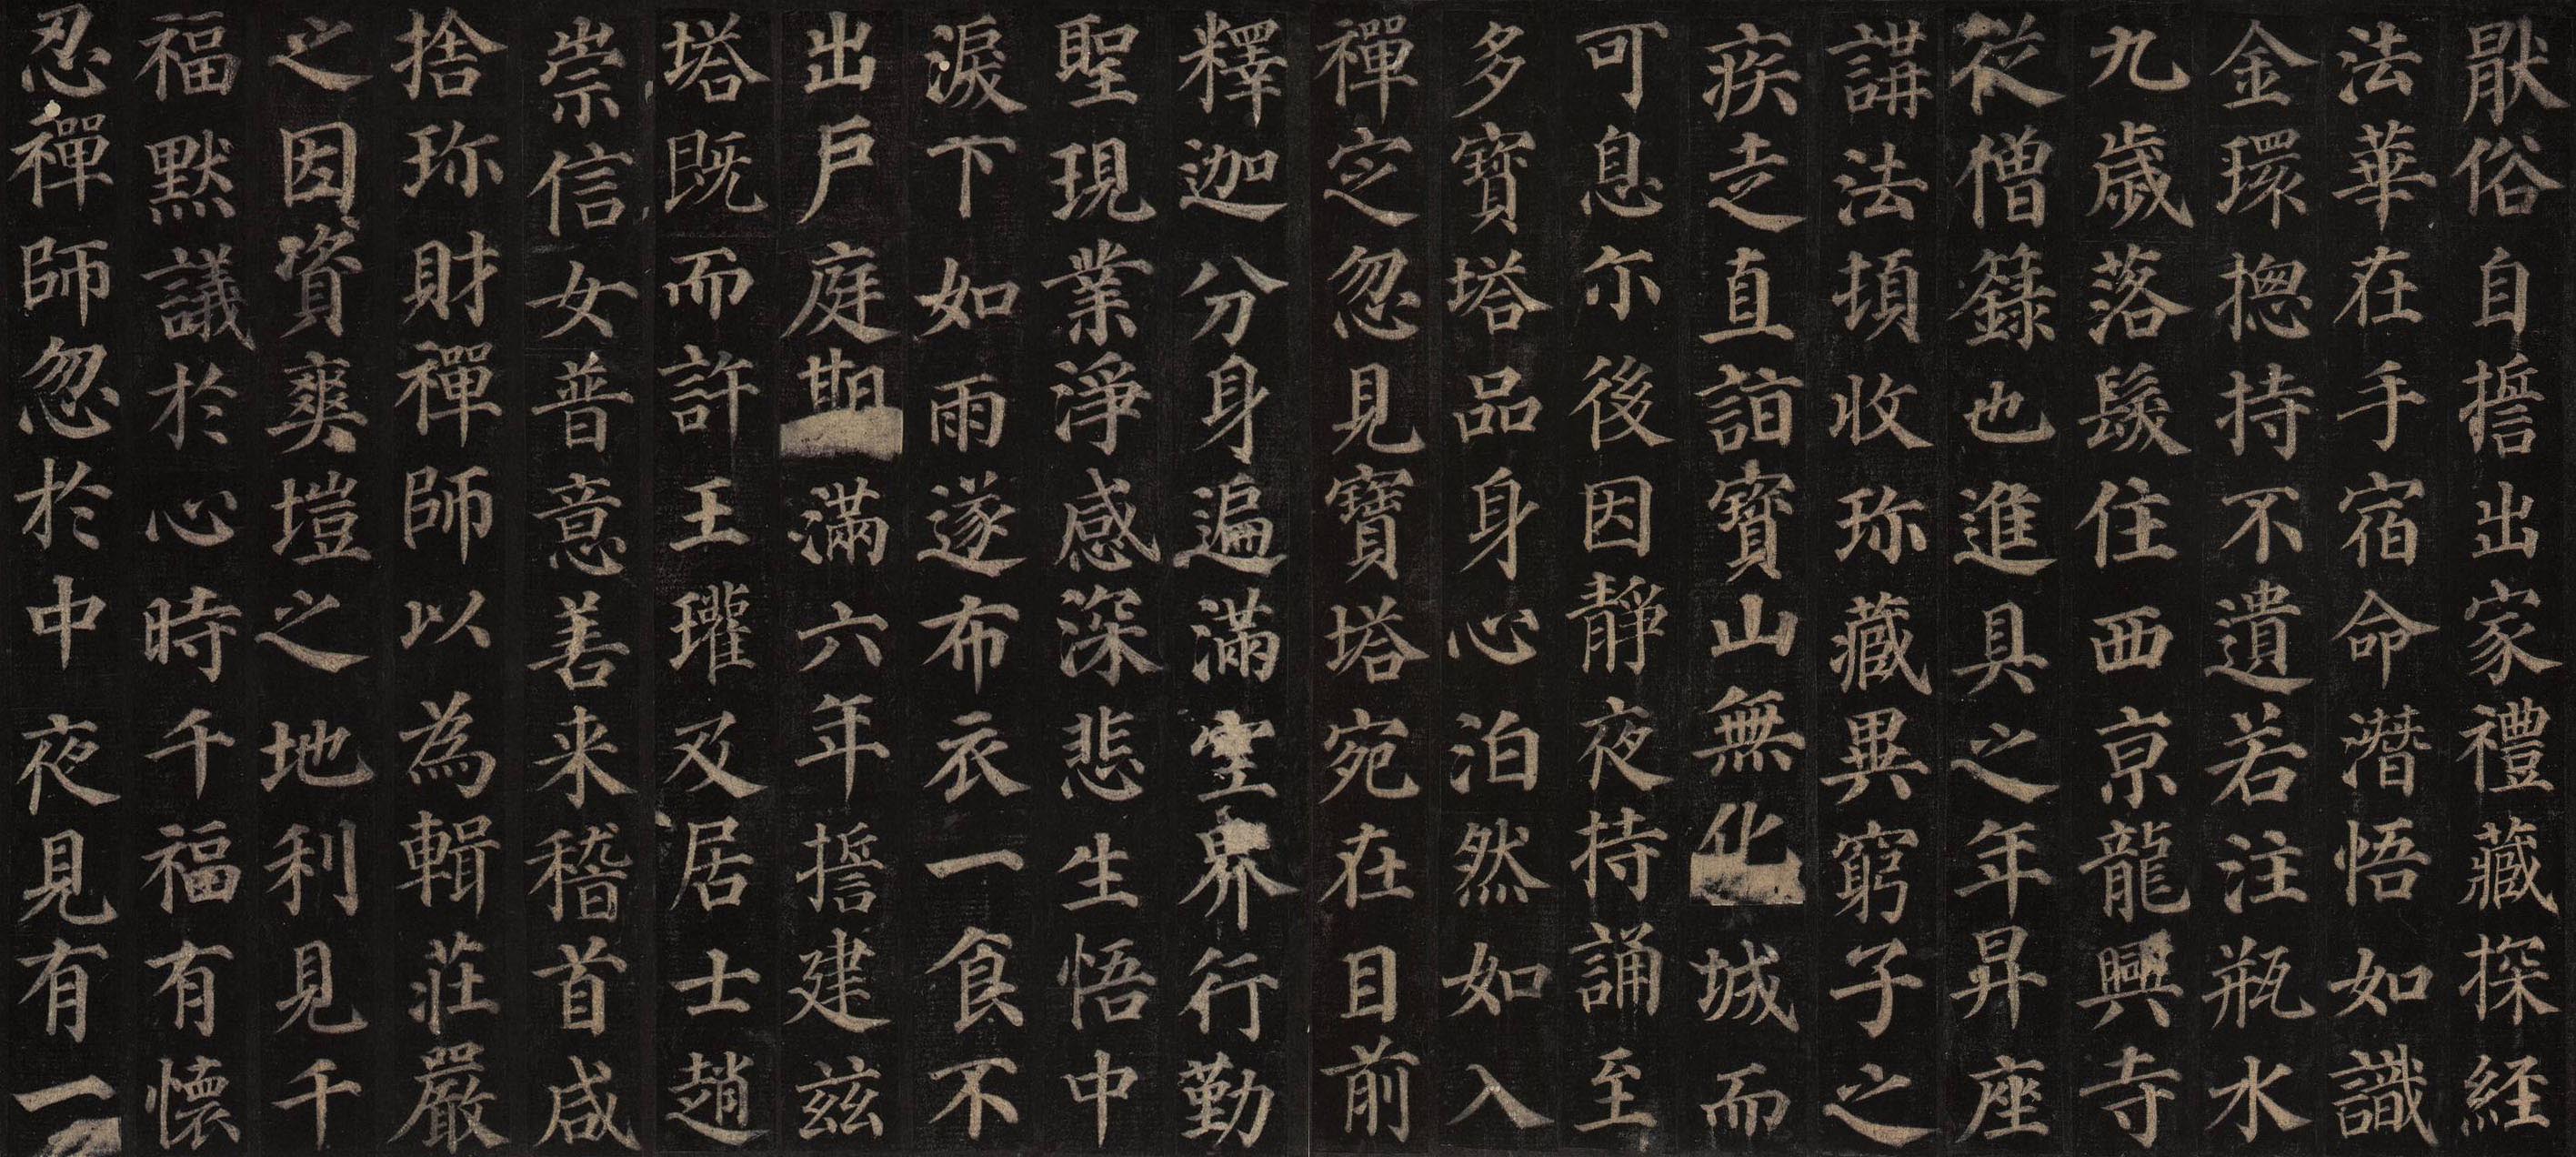 厭俗自誓出家禮藏探経
法華在手宿命潛悟如識
金環揔持不遺若注瓶水
九歲落髮住西京龍興寺
從僧籙也進具之年昇座
講法頓收珎藏異窮子之
疾走直詣寳山無化城而
可息尒後因靜夜持誦至
多寳塔品身心泊然如入
禪定忽見寳塔宛在目前
釋迦分身遍滿空界行勤
聖現業淨感深悲生悟中
淚下如雨遂布衣一食不
出戶庭期滿六年誓建兹
塔既而許王瓘及居士趙
崇信女普意善来稽首咸
捨珎財禪師以為輯莊嚴
之因資爽塏之地利見千
福默議於心時千福有懷
忍禪師忽於中夜見有一